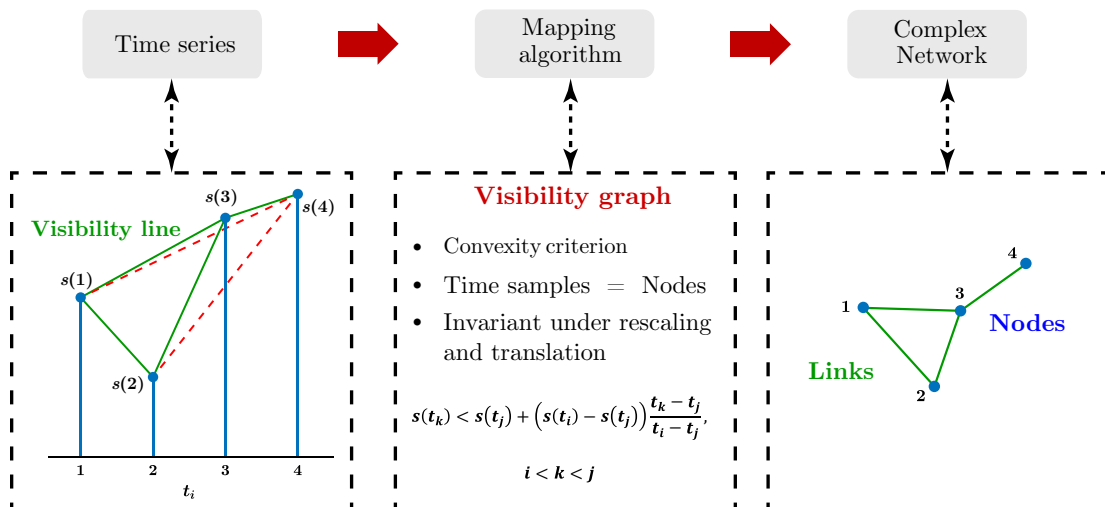 Time series
Mapping
algorithm
Complex
Network
s(3)
s(4)
Visibility line
s(1)
s(2)
1 2 3 4
t_i
Visibility graph
• Convexity criterion
• Time samples = Nodes
• Invariant under rescaling
and translation
s(t_k) < s(t_j) + (s(t_i) − s(t_j)) (t_k − t_j)/(t_i − t_j),
i < k < j
4
3
1
Nodes
Links
2